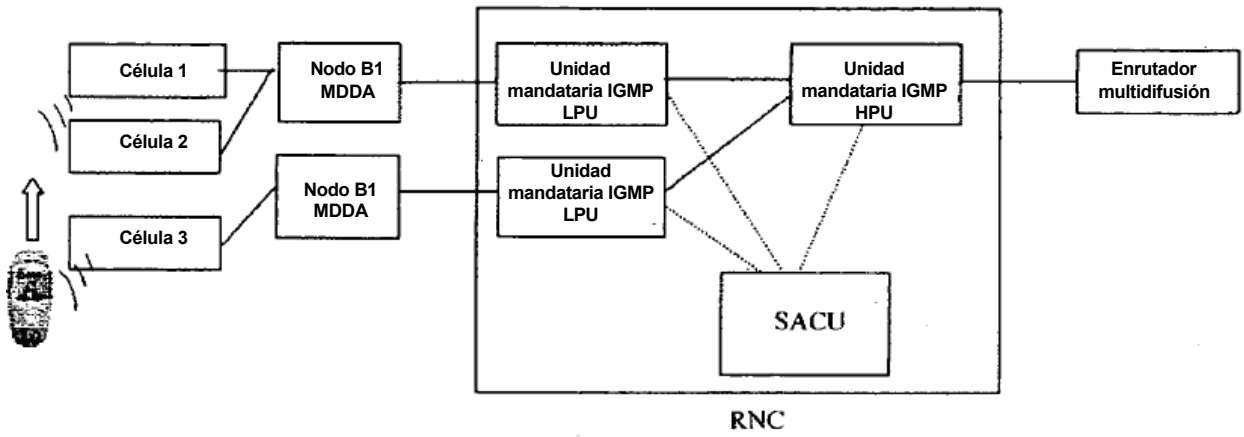 Célula 1
Célula 2
Célula 3
Nodo B1
MDDA
Nodo B1
MDDA
Unidad
mandataria IGMP
LPU
Unidad
mandataria IGMP
LPU
Unidad
mandataria IGMP
HPU
SACU
RNC
Enrutador
multidifusión